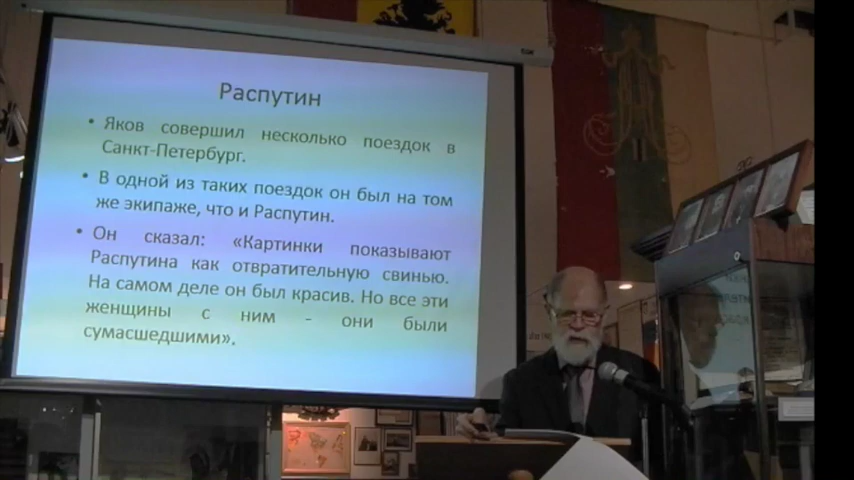 Распутин
• Яков совершил несколько поездок в
Санкт-Петербург.
• В одной из таких поездок он был на том
же экипаже, что и Распутин.
• Он сказал: «Картинки показывают
Распутина как отвратительную свинью.
На самом деле он был красив. Но все эти
женщины с ним - они были
сумасшедшими».